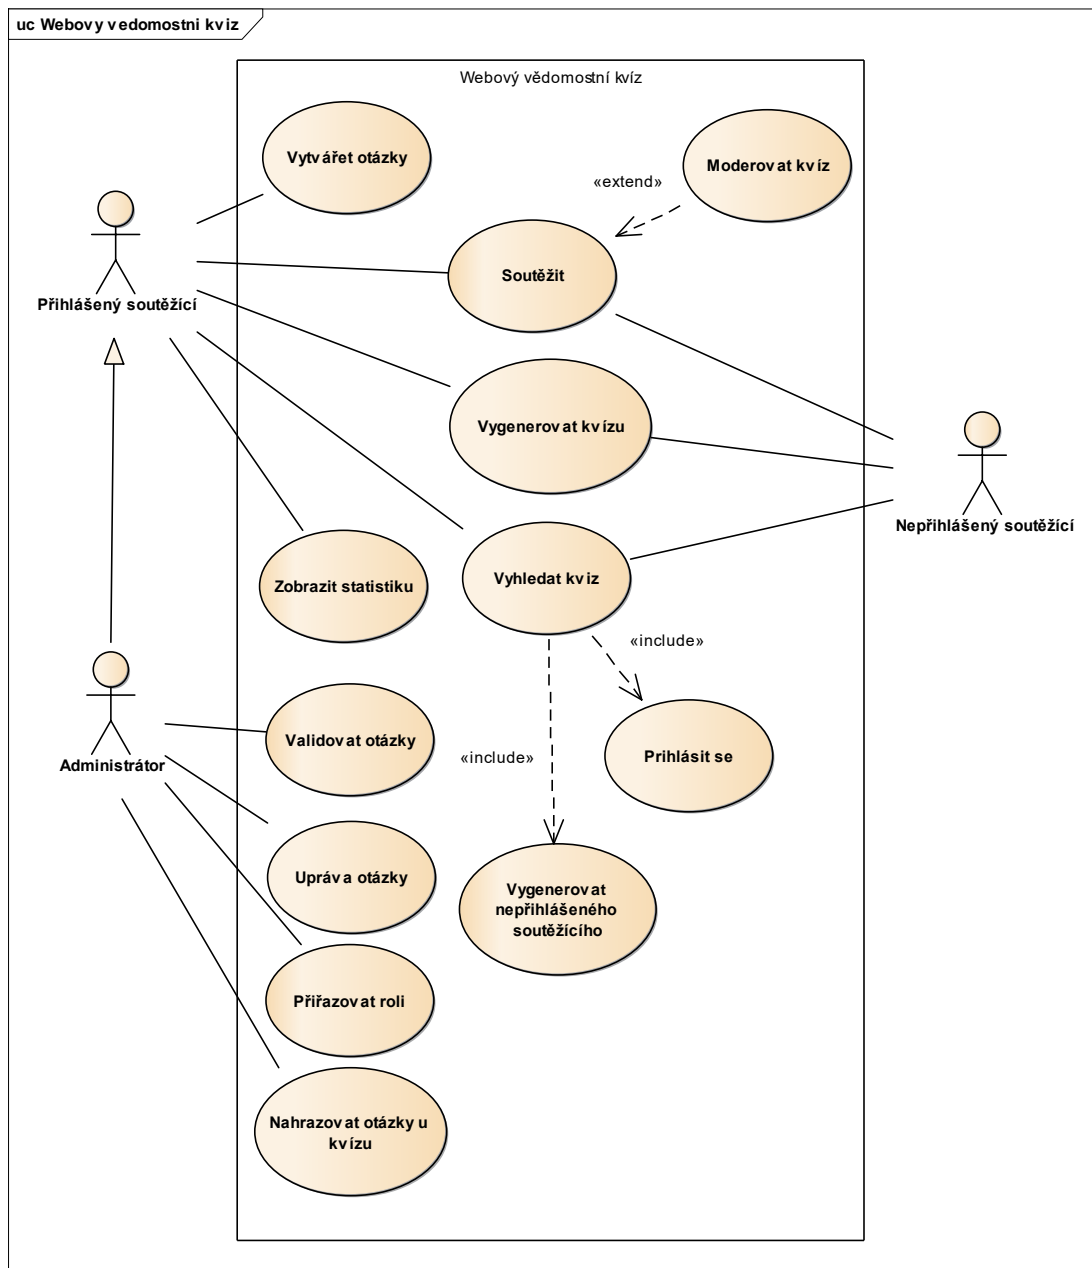 uc Webovy vedomostni kviz
Webový vědomostní kvíz
Vytvářet otázky
Moderovat kvíz
«extend»
Soutěžit
Přihlášený soutěžící
Vygenerovat kvízu
Nepřihlášený soutěžící
Zobrazit statistiku
Vyhledat kviz
«include»
Validovat otázky
Prihlásit se
«include»
Administrátor
Upráva otázky
Vygenerovat
nepřihlášeného
soutěžícího
Přiřazovat roli
Nahrazovat otázky u
kvízu